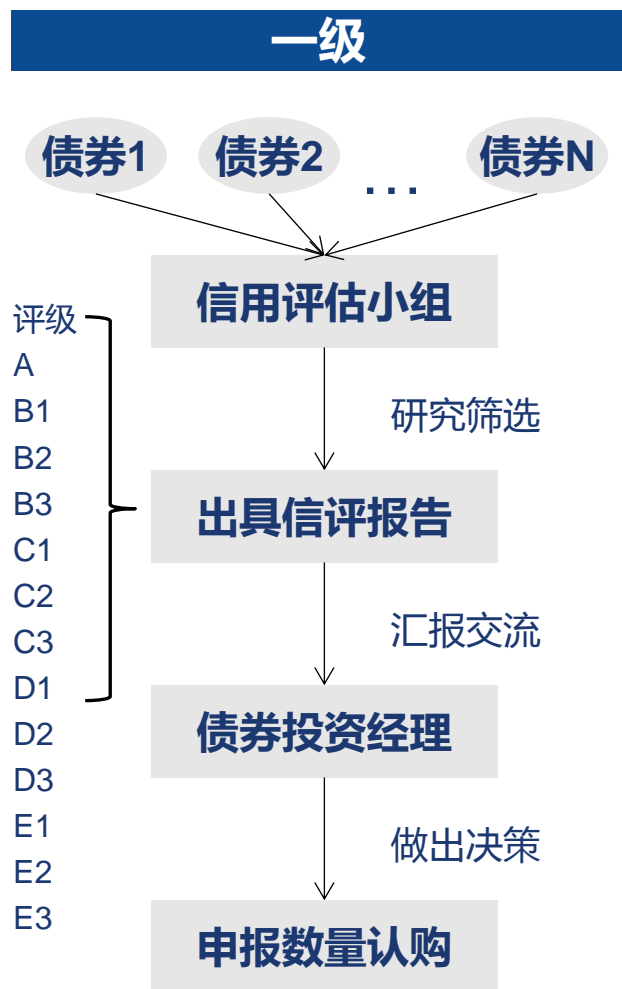 一级
债券1 债券2 ... 债券N
信用评估小组
评级
A
B1
B2
B3
C1
C2
C3
D1
D2
D3
E1
E2
E3
研究筛选
出具信评报告
汇报交流
债券投资经理
做出决策
申报数量认购